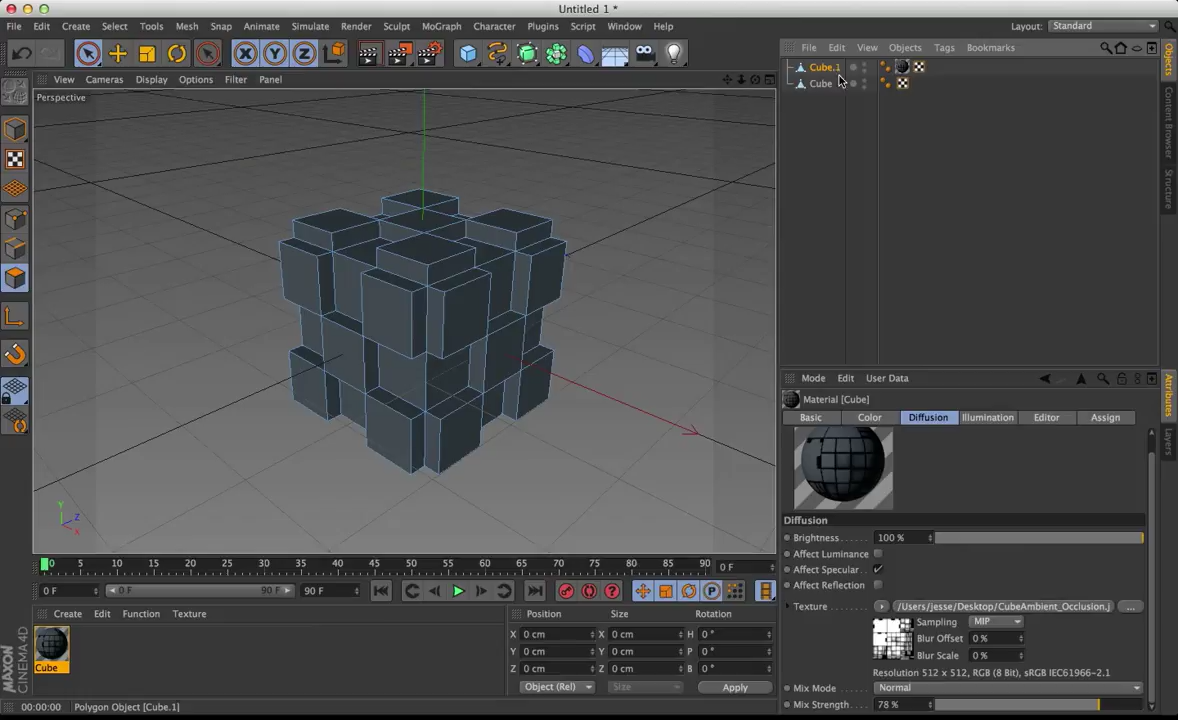 Untitled 1 *
File Edit Create Select Tools Mesh Snap Animate Simulate Render Sculpt MoGraph Character Plugins Script Window Help Layout: Standard
X Y Z
File Edit View Objects Tags Bookmarks
View Cameras Display Options Filter Panel
Perspective
Cube.1
Cube
Objects
Content Browser
Structure
Mode Edit User Data
Material [Cube]
Basic Color Diffusion Illumination Editor Assign
Attributes
Layers
Diffusion
Brightness 100 %
Affect Luminance
Affect Specular
Affect Reflection
Texture /Users/jesse/Desktop/CubeAmbient_Occlusion.j ...
Sampling MIP
Blur Offset 0 %
Blur Scale 0 %
Resolution 512 x 512, RGB (8 Bit), sRGB IEC61966-2.1
Mix Mode Normal
Mix Strength 78 %
Y Z X
0 5 10 15 20 25 30 35 40 45 50 55 60 65 70 75 80 85 90 0 F
0 F 0 F 90 F 90 F P
Create Edit Function Texture
Cube
Position Size Rotation
X 0 cm X 0 cm H 0 °
Y 0 cm Y 0 cm P 0 °
Z 0 cm Z 0 cm B 0 °
Object (Rel) Size Apply
MAXON CINEMA4D
00:00:00 Polygon Object [Cube.1]